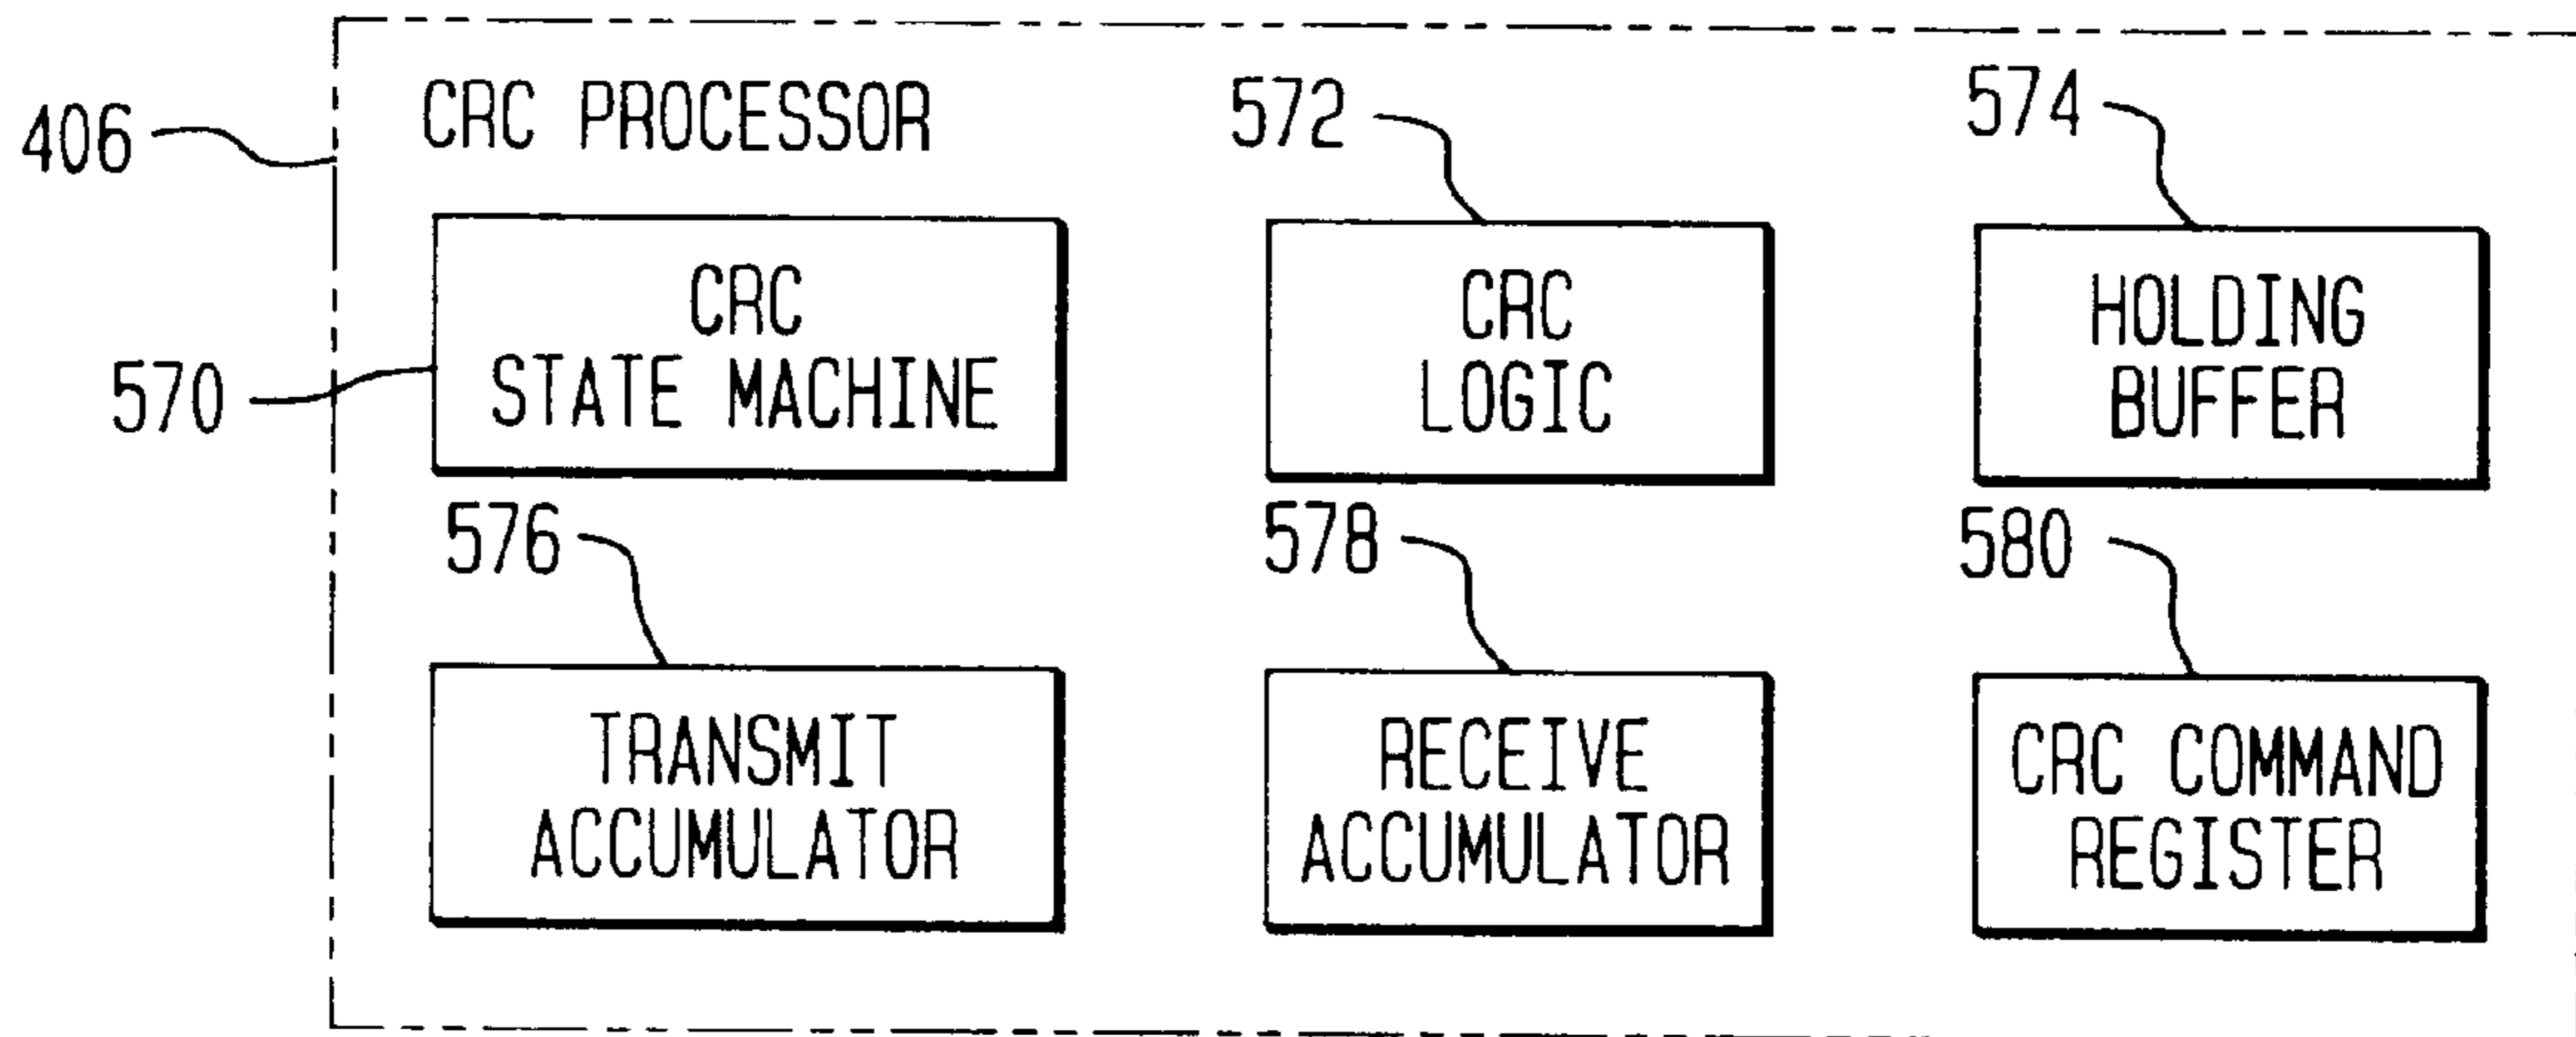 406
CRC PROCESSOR
572
574
570
CRC
STATE MACHINE
CRC
LOGIC
HOLDING
BUFFER
576
578
580
TRANSMIT
ACCUMULATOR
RECEIVE
ACCUMULATOR
CRC COMMAND
REGISTER